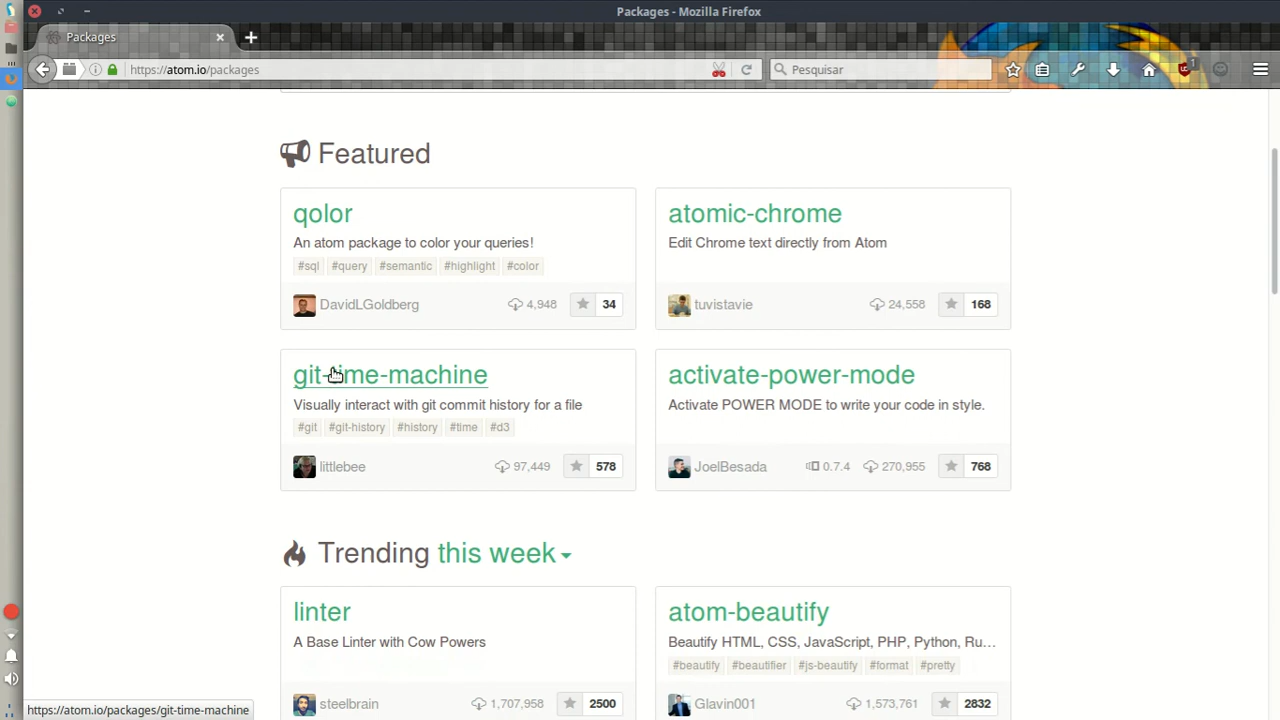 Packages - Mozilla Firefox
Packages
https://atom.io/packages
Pesquisar
1
Featured
qolor
An atom package to color your queries!
#sql #query #semantic #highlight #color
DavidLGoldberg 4,948 34
atomic-chrome
Edit Chrome text directly from Atom
tuvistavie 24,558 168
git-time-machine
Visually interact with git commit history for a file
#git #git-history #history #time #d3
littlebee 97,449 578
activate-power-mode
Activate POWER MODE to write your code in style.
JoelBesada 0.7.4 270,955 768
Trending this week
linter
A Base Linter with Cow Powers
steelbrain 1,707,958 2500
atom-beautify
Beautify HTML, CSS, JavaScript, PHP, Python, Ru…
#beautify #beautifier #js-beautify #format #pretty
Glavin001 1,573,761 2832
https://atom.io/packages/git-time-machine